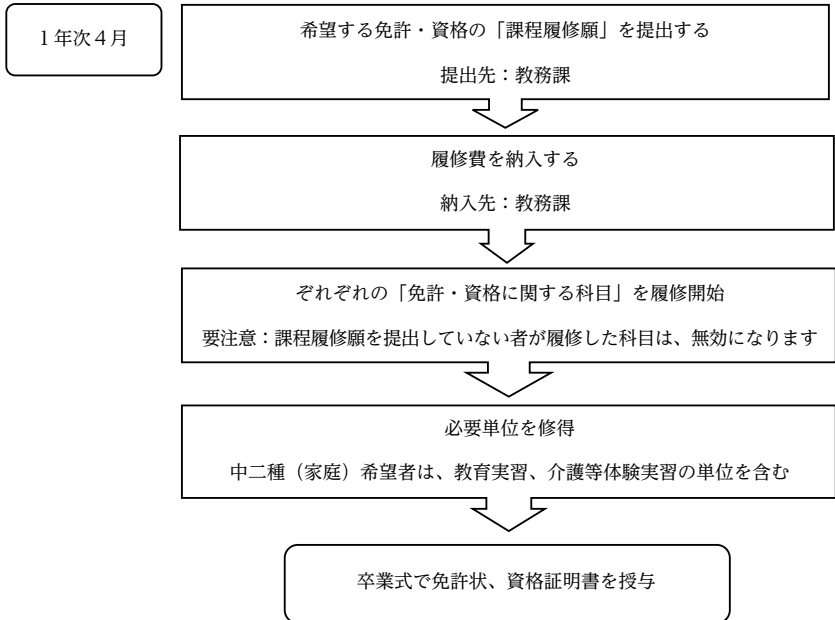 １年次４月
希望する免許・資格の「課程履修願」を提出する
提出先：教務課
履修費を納入する
納入先：教務課
ぞれぞれの「免許・資格に関する科目」を履修開始
要注意：課程履修願を提出していない者が履修した科目は、無効になります
必要単位を修得
中二種（家庭）希望者は、教育実習、介護等体験実習の単位を含む
卒業式で免許状、資格証明書を授与